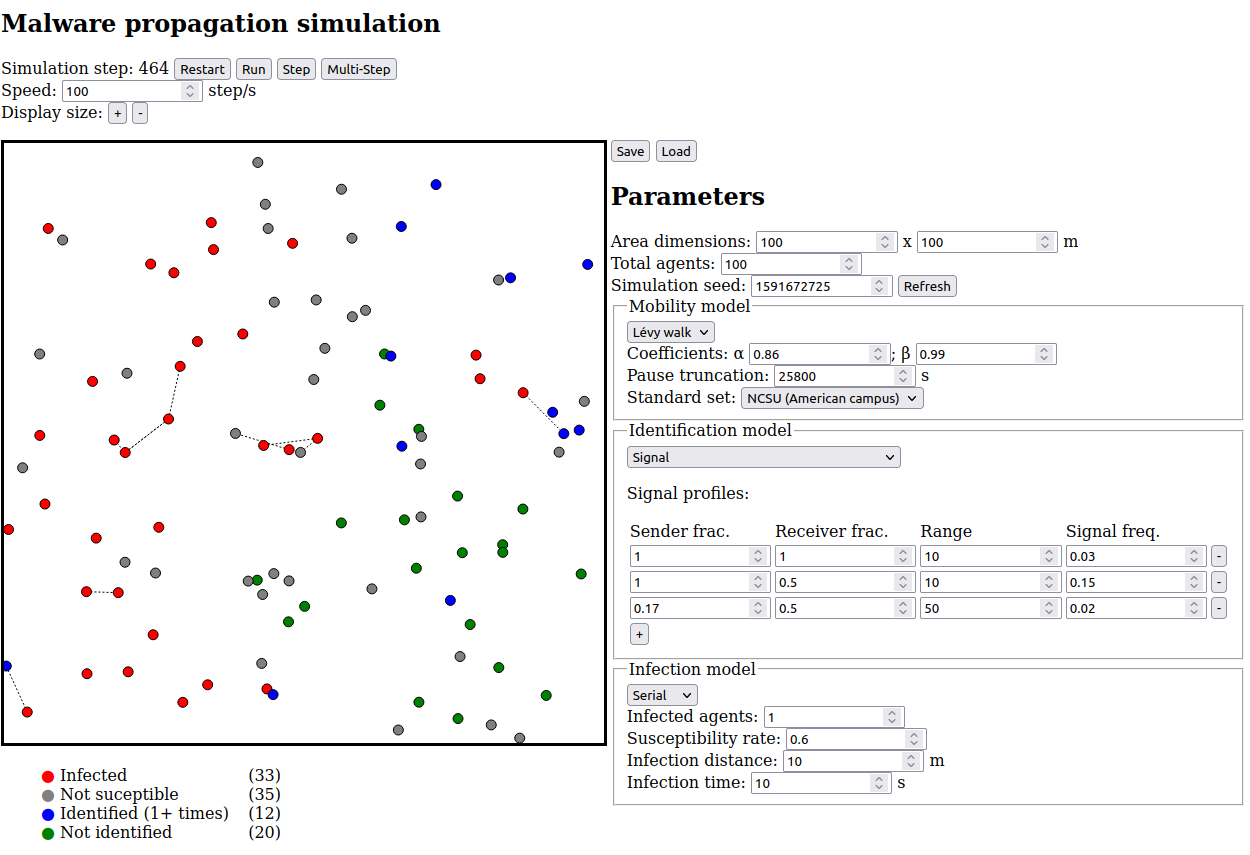 Malware propagation simulation
Simulation step: 464 Restart Run Step Multi-Step
Speed: 100 step/s
Display size: + -
Save Load
Parameters
Area dimensions: 100 x 100 m
Total agents: 100
Simulation seed: 1591672725 Refresh
Mobility model
Lévy walk
Coefficients: α 0.86 ; β 0.99
Pause truncation: 25800 s
Standard set: NCSU (American campus)
Identification model
Signal
Signal profiles:
Sender frac. Receiver frac. Range Signal freq.
1 1 10 0.03 -
1 0.5 10 0.15 -
0.17 0.5 50 0.02 -
+
Infection model
Serial
Infected agents: 1
Susceptibility rate: 0.6
Infection distance: 10 m
Infection time: 10 s
Infected (33)
Not suceptible (35)
Identified (1+ times) (12)
Not identified (20)